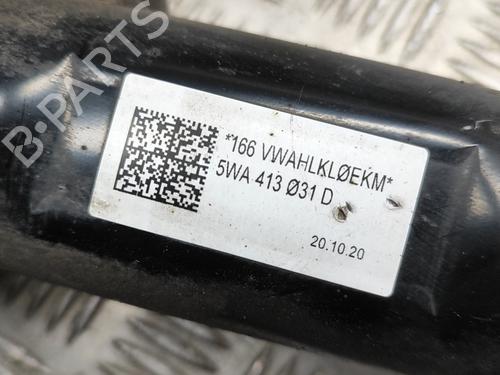 *166 VWAHLKLØEKM*
5WA 413 Ø31 D
20.10.20
B-PARTS